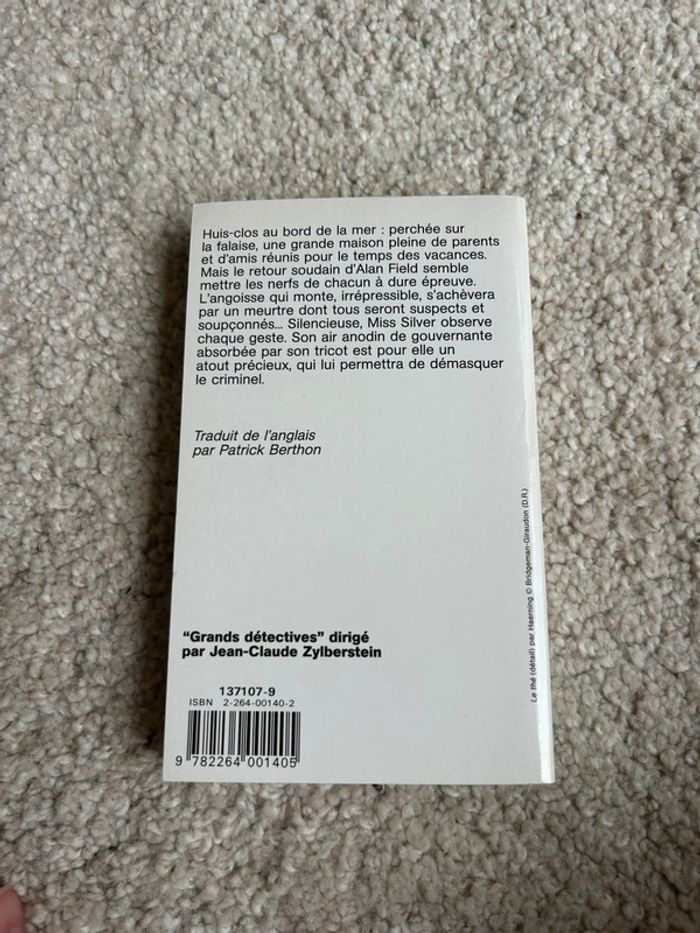 Huis-clos au bord de la mer : perchée sur
la falaise, une grande maison pleine de parents
et d'amis réunis pour le temps des vacances.
Mais le retour soudain d'Alan Field semble
mettre les nerfs de chacun à dure épreuve.
L'angoisse qui monte, irrépressible, s'achèvera
par un meurtre dont tous seront suspects et
soupçonnés... Silencieuse, Miss Silver observe
chaque geste. Son air anodin de gouvernante
absorbée par son tricot est pour elle un
atout précieux, qui lui permettra de démasquer
le criminel.
Traduit de l'anglais
par Patrick Berthon
Le thé (détail) par Haerning © Bridgeman-Giraudon (D.R.)
"Grands détectives" dirigé
par Jean-Claude Zylberstein
137107-9
ISBN 2-264-00140-2
9 782264 001405